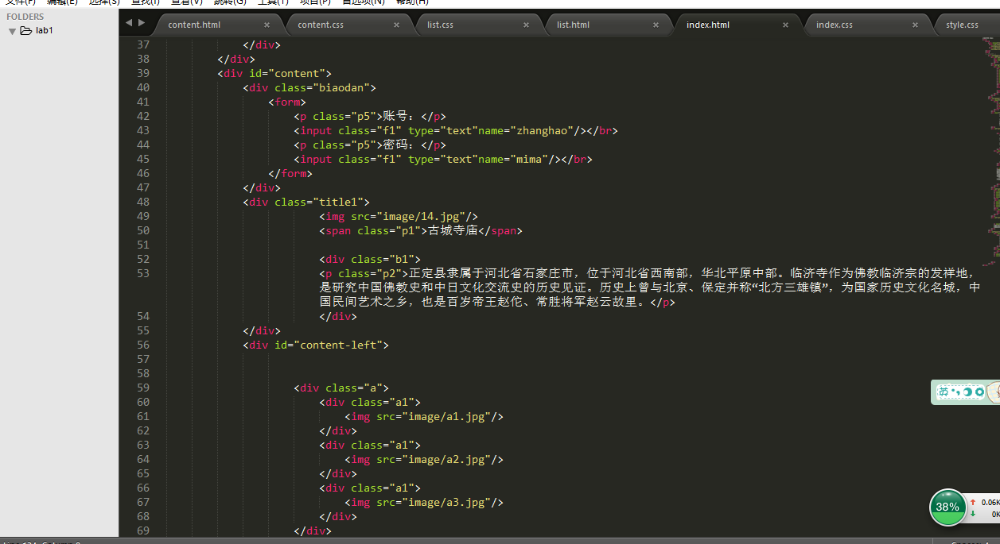 文件(F) 编辑(E) 选择(S) 查找(I) 查看(V) 跳转(G) 工具(T) 项目(P) 首选项(N) 帮助(H)
FOLDERS
lab1
content.html × content.css × list.css × list.html × index.html × index.css × style.css
37 </div>
38 </div>
39 <div id="content">
40 <div class="biaodan">
41 <form>
42 <p class="p5">账号：</p>
43 <input class="f1" type="text"name="zhanghao"/></br>
44 <p class="p5">密码：</p>
45 <input class="f1" type="text"name="mima"/></br>
46 </form>
47 </div>
48 <div class="title1">
49 <img src="image/14.jpg"/>
50 <span class="p1">古城寺庙</span>
51
52 <div class="b1">
53 <p class="p2">正定县隶属于河北省石家庄市，位于河北省西南部，华北平原中部。临济寺作为佛教临济宗的发祥地，
是研究中国佛教史和中日文化交流史的历史见证。历史上曾与北京、保定并称“北方三雄镇”，为国家历史文化名城，中
国民间艺术之乡，也是百岁帝王赵佗、常胜将军赵云故里。</p>
54 </div>
55 </div>
56 <div id="content-left">
57
58
59 <div class="a">
60 <div class="a1">
61 <img src="image/a1.jpg"/>
62 </div>
63 <div class="a1">
64 <img src="image/a2.jpg"/>
65 </div>
66 <div class="a1">
67 <img src="image/a3.jpg"/>
68 </div>
69 </div>
英
38%
0.06K
0K